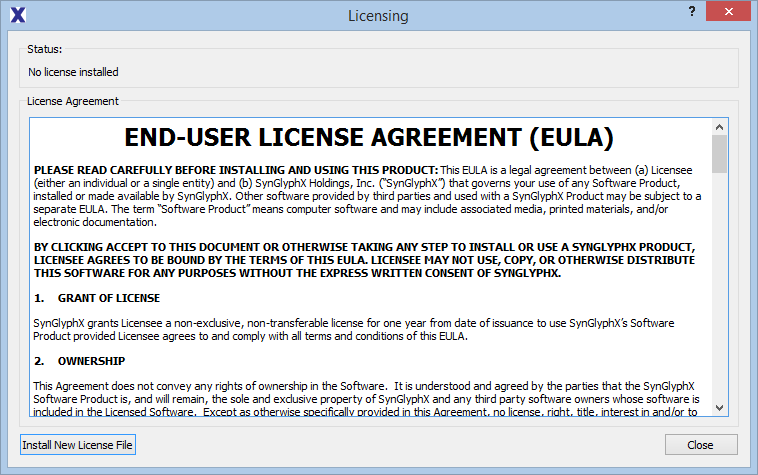 Licensing
?
Status:
No license installed
License Agreement
END-USER LICENSE AGREEMENT (EULA)
PLEASE READ CAREFULLY BEFORE INSTALLING AND USING THIS PRODUCT: This EULA is a legal agreement between (a) Licensee
(either an individual or a single entity) and (b) SynGlyphX Holdings, Inc. (“SynGlyphX”) that governs your use of any Software Product,
installed or made available by SynGlyphX. Other software provided by third parties and used with a SynGlyphX Product may be subject to a
separate EULA. The term “Software Product” means computer software and may include associated media, printed materials, and/or
electronic documentation.
BY CLICKING ACCEPT TO THIS DOCUMENT OR OTHERWISE TAKING ANY STEP TO INSTALL OR USE A SYNGLYPHX PRODUCT,
LICENSEE AGREES TO BE BOUND BY THE TERMS OF THIS EULA. LICENSEE MAY NOT USE, COPY, OR OTHERWISE DISTRIBUTE
THIS SOFTWARE FOR ANY PURPOSES WITHOUT THE EXPRESS WRITTEN CONSENT OF SYNGLYPHX.
1. GRANT OF LICENSE
SynGlyphX grants Licensee a non-exclusive, non-transferable license for one year from date of issuance to use SynGlyphX's Software
Product provided Licensee agrees to and comply with all terms and conditions of this EULA.
2. OWNERSHIP
This Agreement does not convey any rights of ownership in the Software. It is understood and agreed by the parties that the SynGlyphX
Software Product is, and will remain, the sole and exclusive property of SynGlyphX and any third party software owners whose software is
included in the Licensed Software. Except as otherwise specifically provided in this Agreement, no license, right, title, interest in and/or to
Install New License File
Close